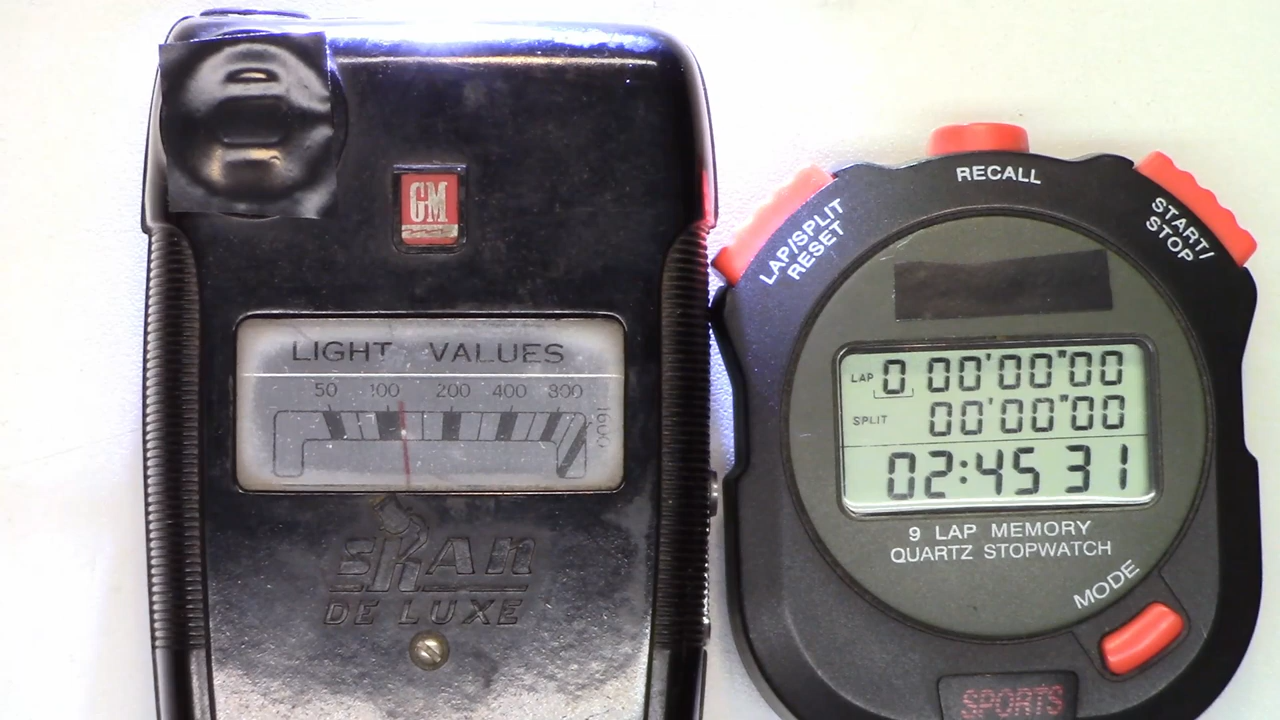 GM
LIGHT VALUES
50 100 200 400 800
1600
EKAN
DE LUXE
RECALL
LAP/SPLIT
RESET
START/
STOP
LAP 0 00'00"00
SPLIT 00'00"00
02:45 31
9 LAP MEMORY
QUARTZ STOPWATCH
MODE
SPORTS